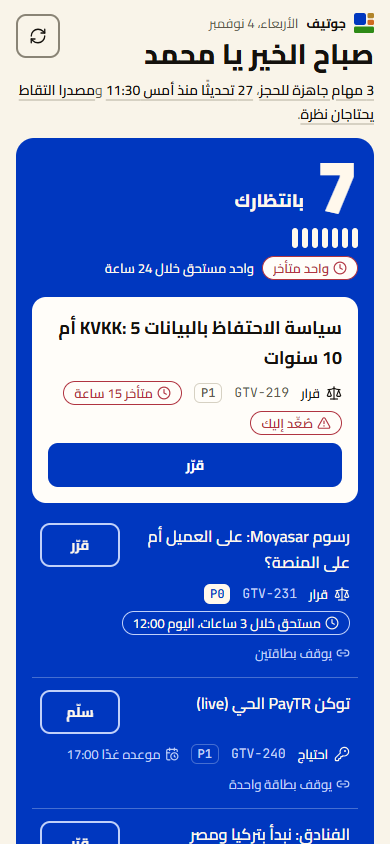 جوتيف الأربعاء، 4 نوفمبر
صباح الخير يا محمد
3 مهام جاهزة للحجز، 27 تحديثًا منذ أمس 11:30 ومصدرا التقاط
يحتاجان نظرة.
7 بانتظارك
واحد متأخر واحد مستحق خلال 24 ساعة
سياسة الاحتفاظ بالبيانات KVKK: 5 أم
10 سنوات
قرار GTV-219 P1 متأخر 15 ساعة
صُعِّد إليك
قرّر
رسوم Moyasar: على العميل أم
على المنصة؟
قرّر
قرار GTV-231 P0
مستحق خلال 3 ساعات، اليوم 12:00
يوقف بطاقتين
توكن PayTR الحي (live)
سلّم
احتياج GTV-240 P1 موعده غدًا 17:00
يوقف بطاقة واحدة
الفنادق: نبدأ بتركيا ومصر
قرّر